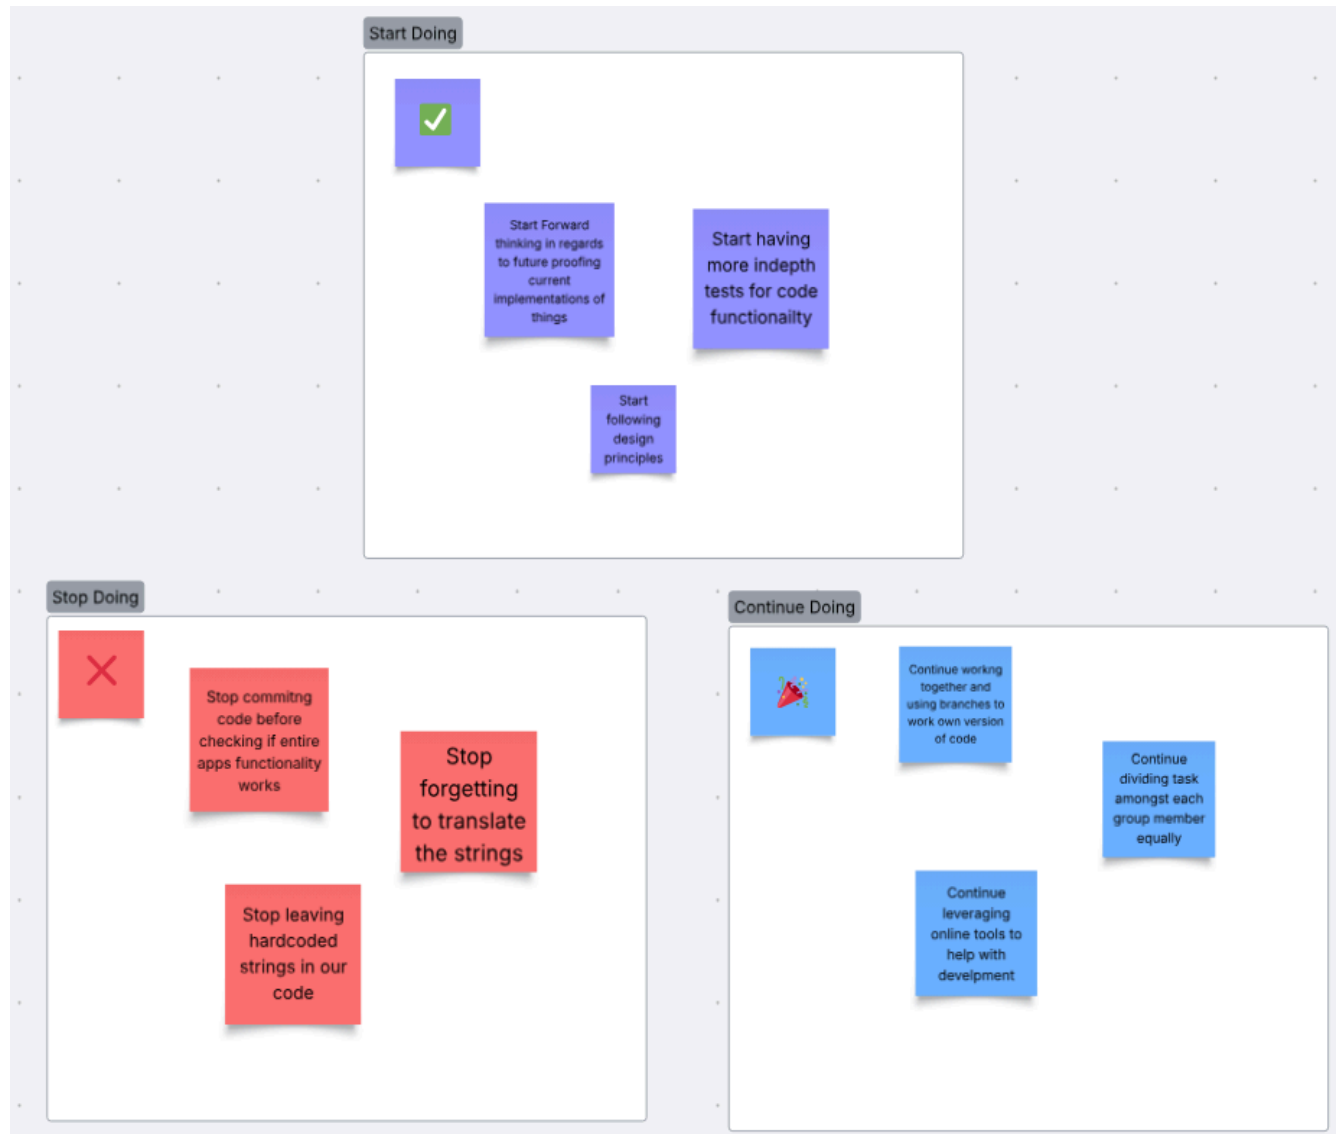 Start Doing
Start Forward
thinking in regards
to future proofing
current
implementations of
things
Start having
more indepth
tests for code
functionailty
Start
following
design
principles
Stop Doing
Stop commitng
code before
checking if entire
apps functionality
works
Stop
forgetting
to translate
the strings
Stop leaving
hardcoded
strings in our
code
Continue Doing
Continue workng
together and
using branches to
work own version
of code
Continue
dividing task
amongst each
group member
equally
Continue
leveraging
online tools to
help with
develpment